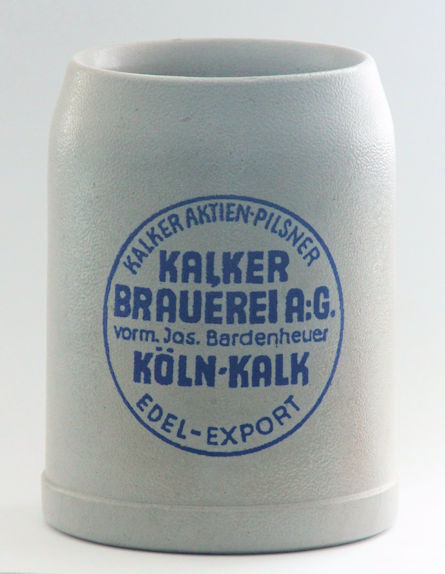 KALKER AKTIEN-PILSNER
KALKER
BRAUEREI A:G.
vorm. Jos. Bardenheuer
KÖLN-KALK
EDEL-EXPORT